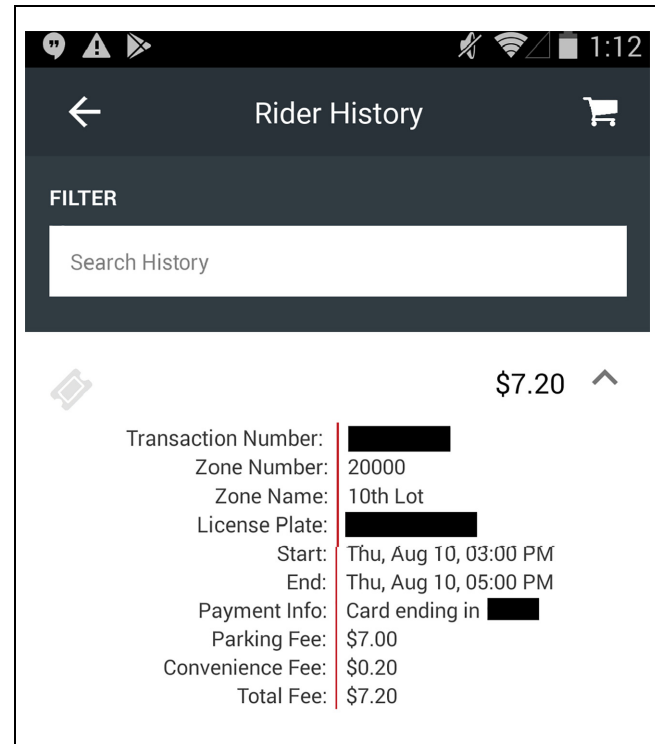 1:12
Rider History
FILTER
Search History
$7.20
Transaction Number:
Zone Number: 20000
Zone Name: 10th Lot
License Plate:
Start: Thu, Aug 10, 03:00 PM
End: Thu, Aug 10, 05:00 PM
Payment Info: Card ending in
Parking Fee: $7.00
Convenience Fee: $0.20
Total Fee: $7.20